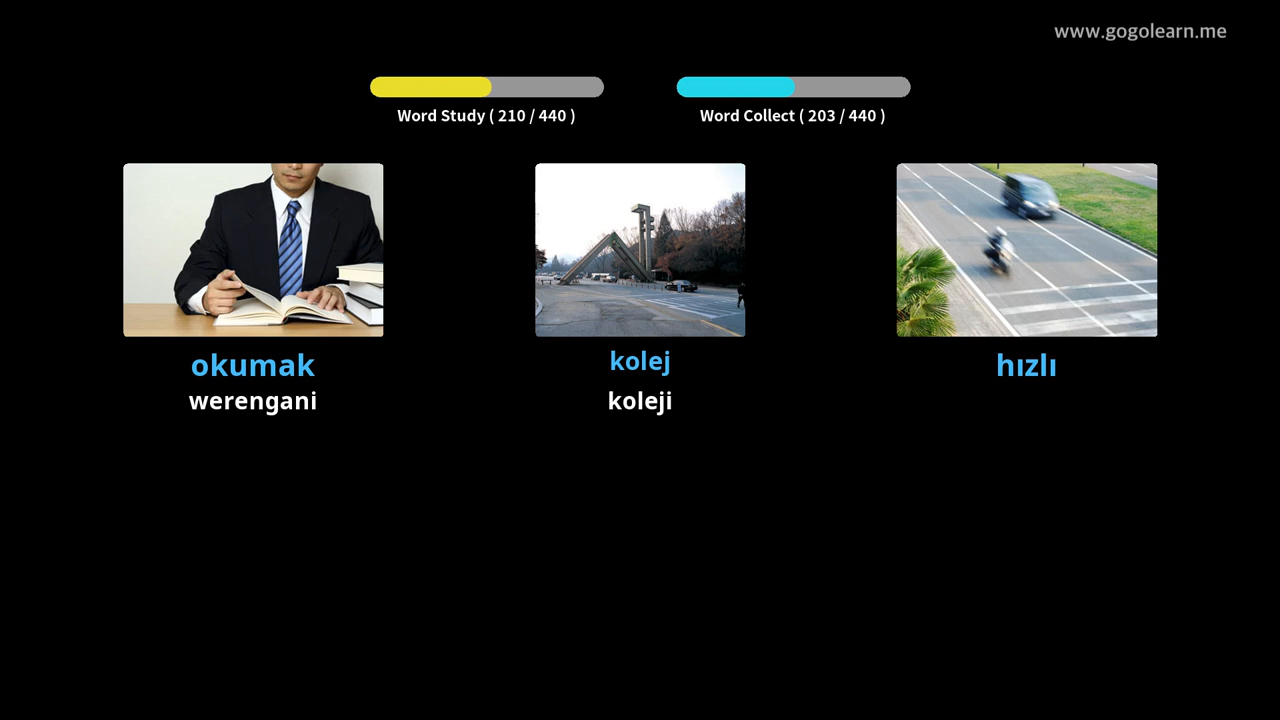 www.gogolearn.me
Word Study ( 210 / 440 )
Word Collect ( 203 / 440 )
okumak
werengani
kolej
koleji
hızlı